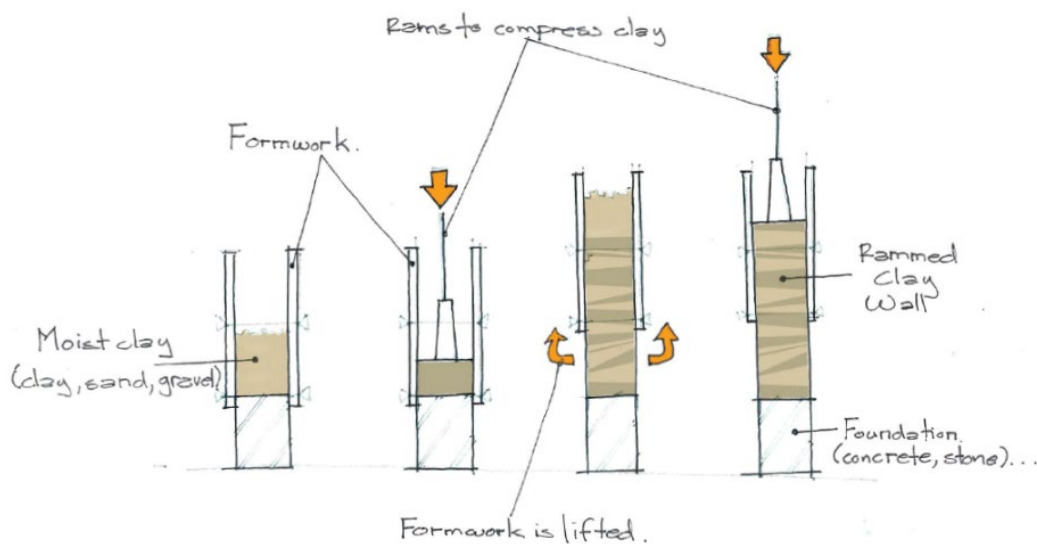 Rams to compress clay
Formwork.
Moist clay
(clay, sand, gravel)
Rammed
Clay
Wall
Foundation.
(concrete, stone)...
Formwork is lifted.